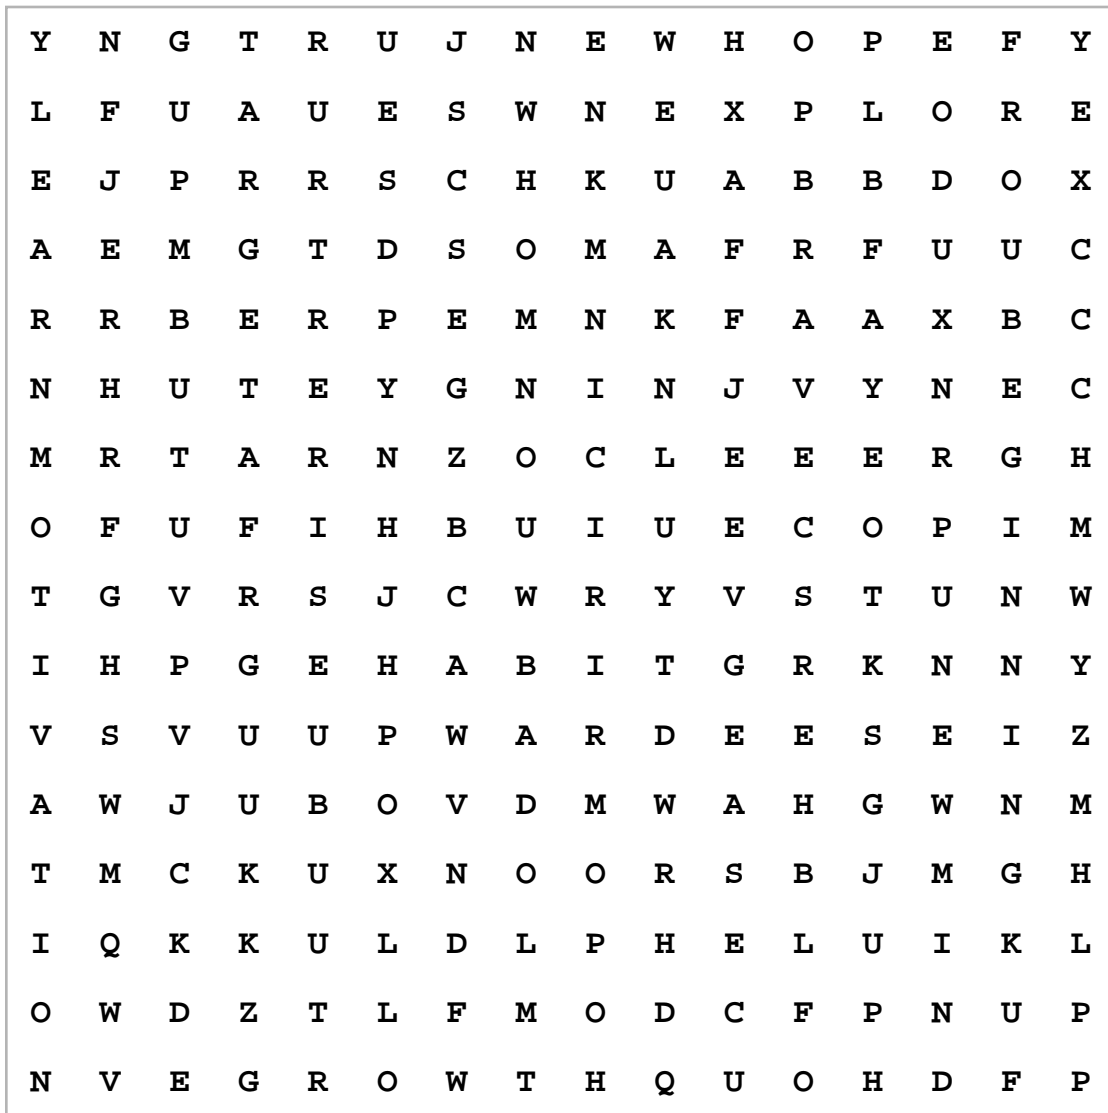 Y N G T R U J N E W H O P E F Y
L F U A U E S W N E X P L O R E
E J P R R S C H K U A B B D O X
A E M G T D S O M A F R F U U C
R R B E R P E M N K F A A X B C
N H U T E Y G N I N J V Y N E C
M R T A R N Z O C L E E E R G H
O F U F I H B U I U E C O P I M
T G V R S J C W R Y V S T U N W
I H P G E H A B I T G R K N N Y
V S V U U P W A R D E E S E I Z
A W J U B O V D M W A H G W N M
T M C K U X N O O R S B J M G H
I Q K K U L D L P H E L U I K L
O W D Z T L F M O D C F P N U P
N V E G R O W T H Q U O H D F P